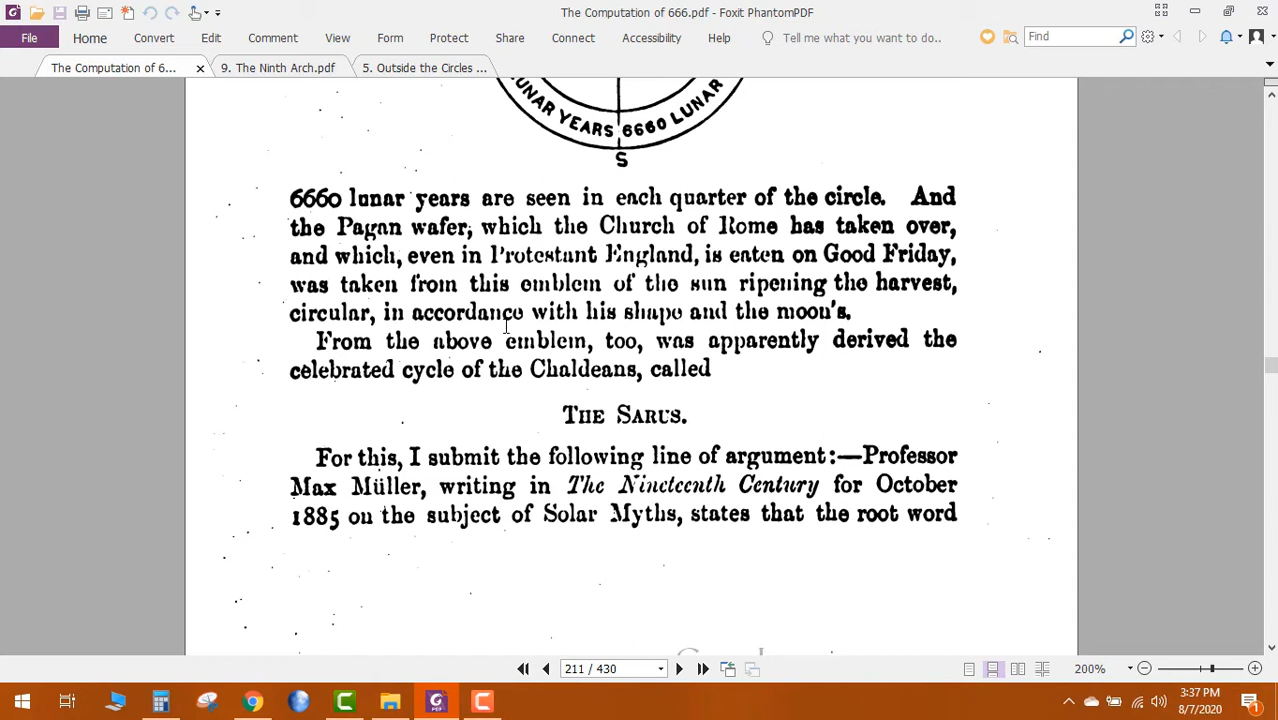 The Computation of 666.pdf - Foxit PhantomPDF
File Home Convert Edit Comment View Form Protect Share Connect Accessibility Help Tell me what you want to do.. Find
The Computation of 6... 9. The Ninth Arch.pdf 5. Outside the Circles ...
LUNAR YEARS 6660 LUNAR
S
6660 lunar years are seen in each quarter of the circle. And
the Pagan wafer, which the Church of Rome has taken over,
and which, even in Protestant England, is eaten on Good Friday,
was taken from this emblem of the sun ripening the harvest,
circular, in accordance with his shape and the moon's.
From the above emblem, too, was apparently derived the
celebrated cycle of the Chaldeans, called
THE SARUS.
For this, I submit the following line of argument:—Professor
Max Müller, writing in The Nineteenth Century for October
1885 on the subject of Solar Myths, states that the root word
211 / 430
200%
3:37 PM
8/7/2020
1